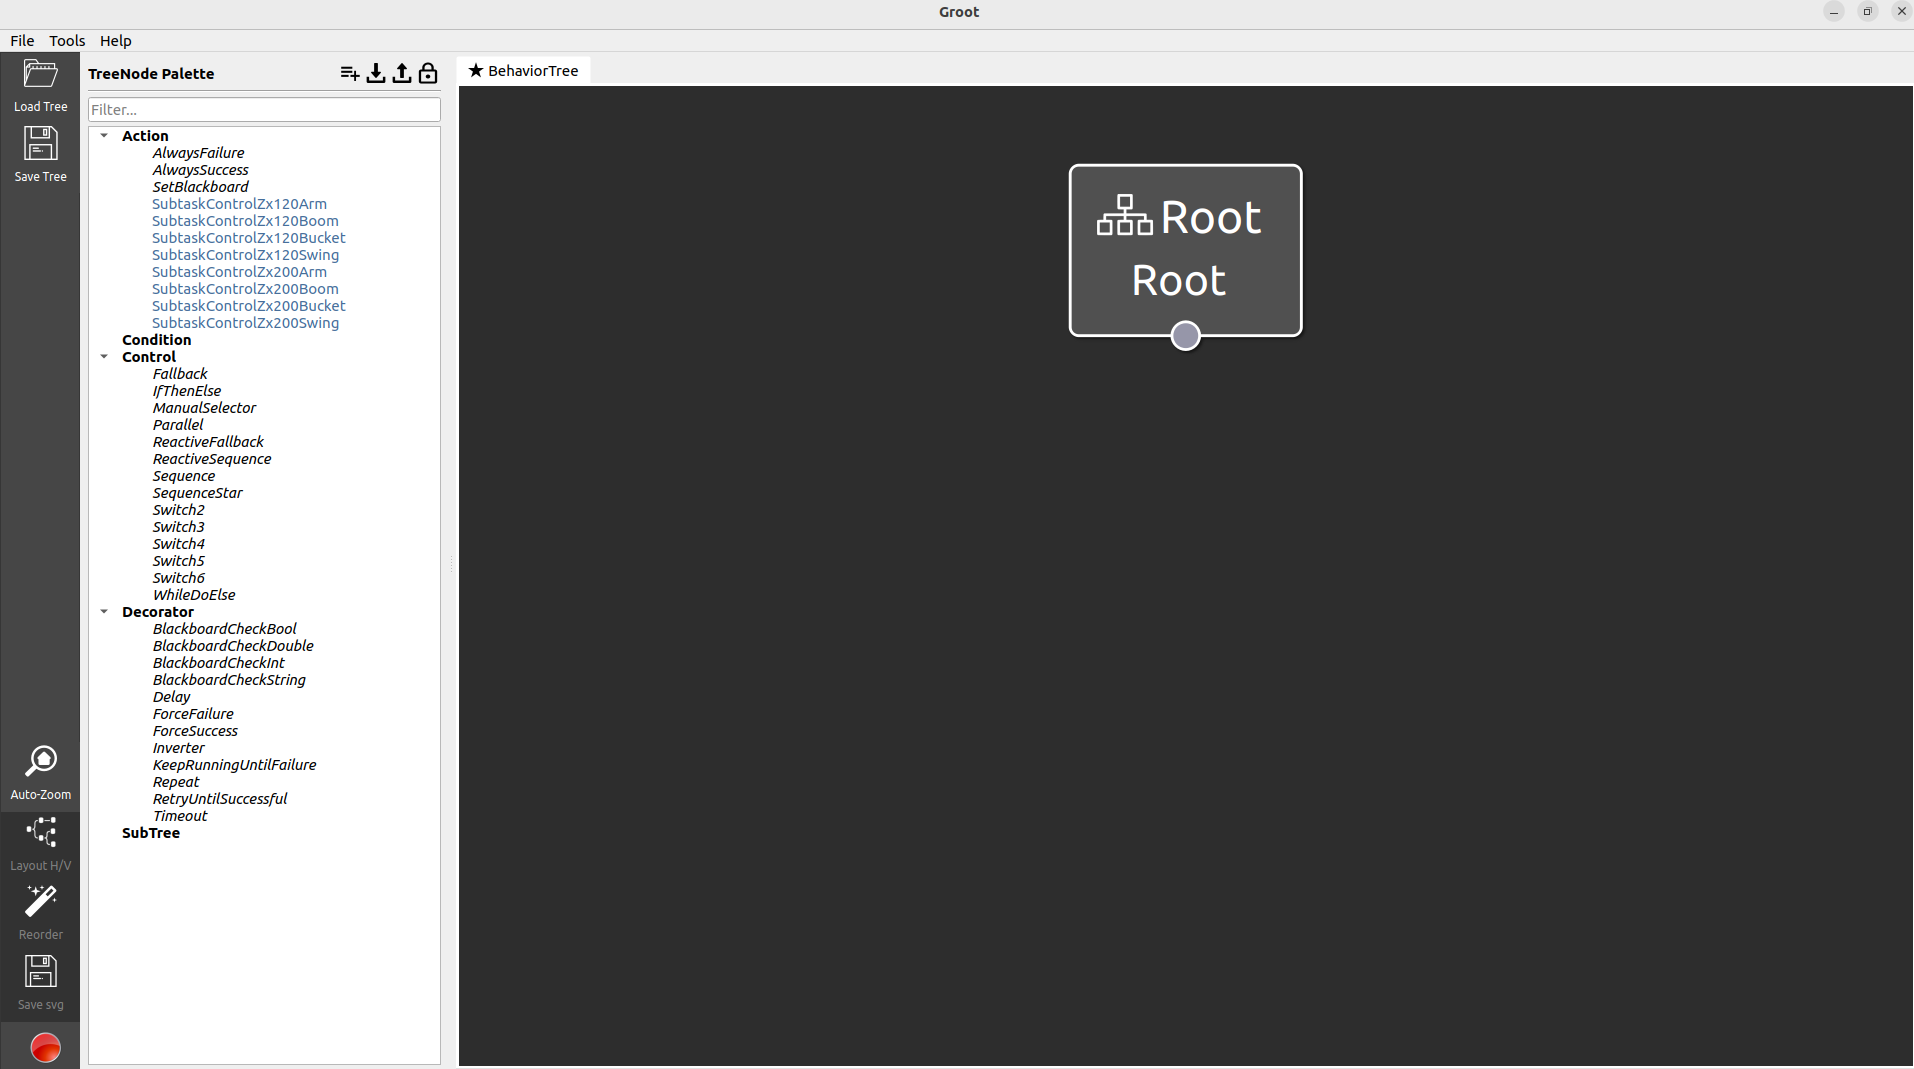 Groot
File Tools Help
Load Tree
Save Tree
Auto-Zoom
Layout H/V
Reorder
Save svg
TreeNode Palette
Filter...
Action
AlwaysFailure
AlwaysSuccess
SetBlackboard
SubtaskControlZx120Arm
SubtaskControlZx120Boom
SubtaskControlZx120Bucket
SubtaskControlZx120Swing
SubtaskControlZx200Arm
SubtaskControlZx200Boom
SubtaskControlZx200Bucket
SubtaskControlZx200Swing
Condition
Control
Fallback
IfThenElse
ManualSelector
Parallel
ReactiveFallback
ReactiveSequence
Sequence
SequenceStar
Switch2
Switch3
Switch4
Switch5
Switch6
WhileDoElse
Decorator
BlackboardCheckBool
BlackboardCheckDouble
BlackboardCheckInt
BlackboardCheckString
Delay
ForceFailure
ForceSuccess
Inverter
KeepRunningUntilFailure
Repeat
RetryUntilSuccessful
Timeout
SubTree
★ BehaviorTree
Root
Root